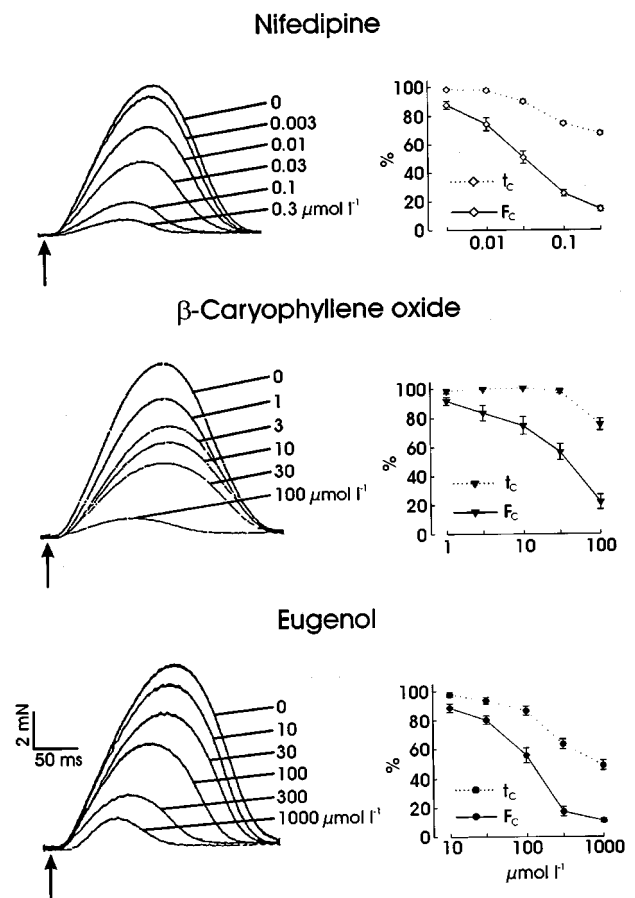 Nifedipine
0
0.003
0.01
0.03
0.1
0.3 μmol l⁻¹
100
80
60
40
20
0
%
t_C
F_C
0.01
0.1
β-Caryophyllene oxide
0
1
3
10
30
100 μmol l⁻¹
100
80
60
40
20
0
%
t_C
F_C
1
10
100
Eugenol
2 mN
50 ms
0
10
30
100
300
1000 μmol l⁻¹
100
80
60
40
20
0
%
t_C
F_C
10
100
1000
μmol l⁻¹